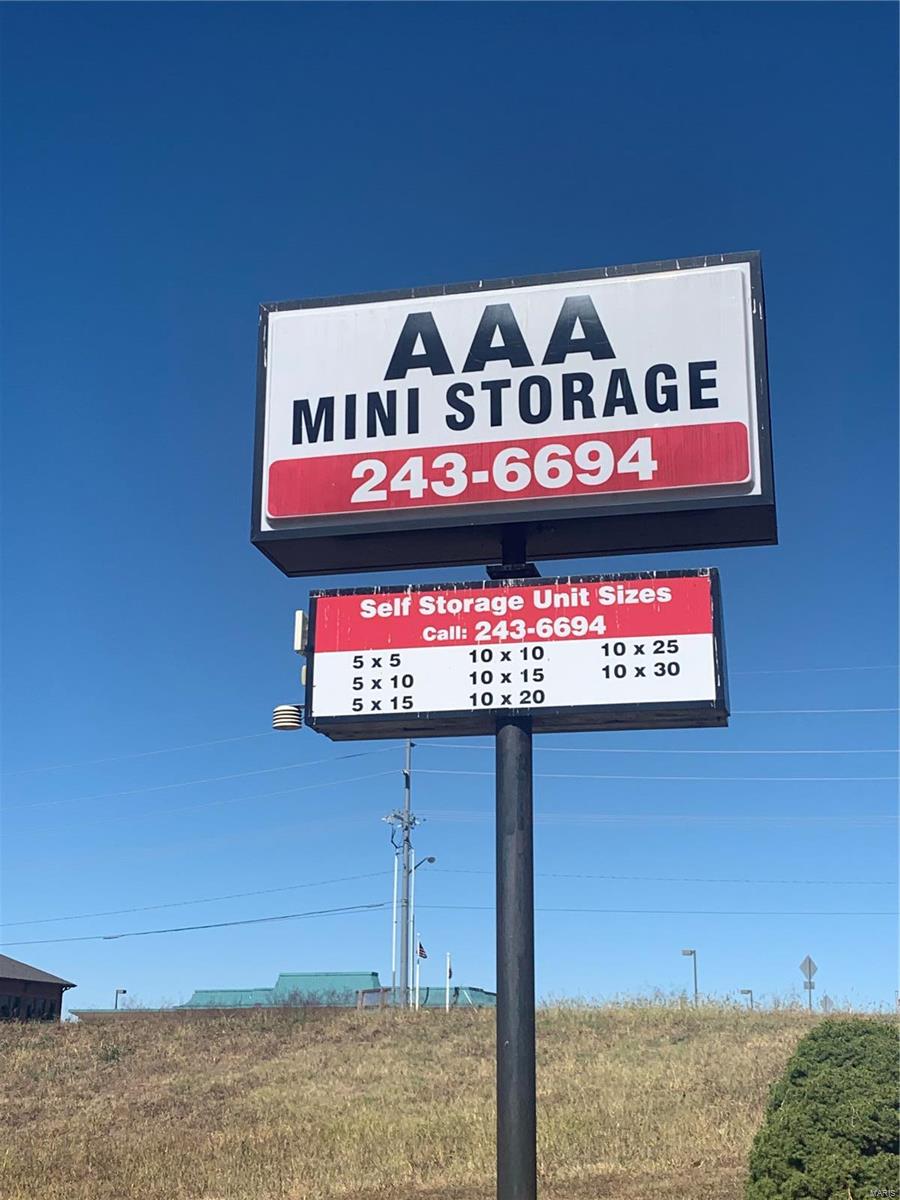 AAA
MINI STORAGE
243-6694
Self Storage Unit Sizes
Call: 243-6694
5 x 5 10 x 10 10 x 25
5 x 10 10 x 15 10 x 30
5 x 15 10 x 20
MARIS